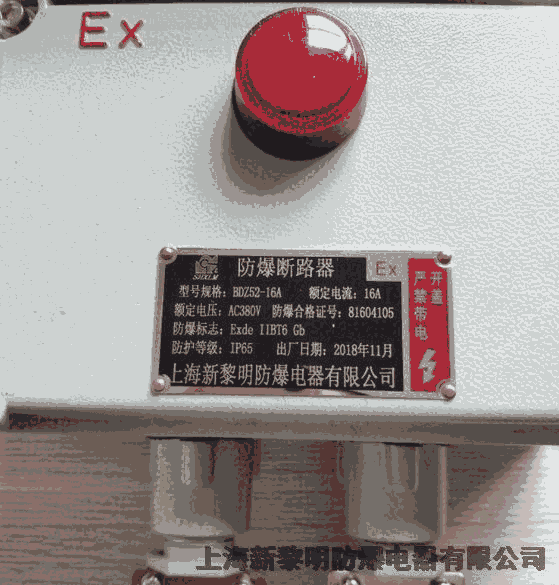 Ex
防爆断路器
Ex
型号规格: BDZ52-16A 额定电流: 16A
额定电压: AC380V 防爆合格证号: 81604105
防爆标志: Exde IIBT6 Gb
防护等级: IP65 出厂日期: 2018年11月
上海新黎明防爆电器有限公司
严禁带电
开盖
上海新黎明防爆电器有限公司